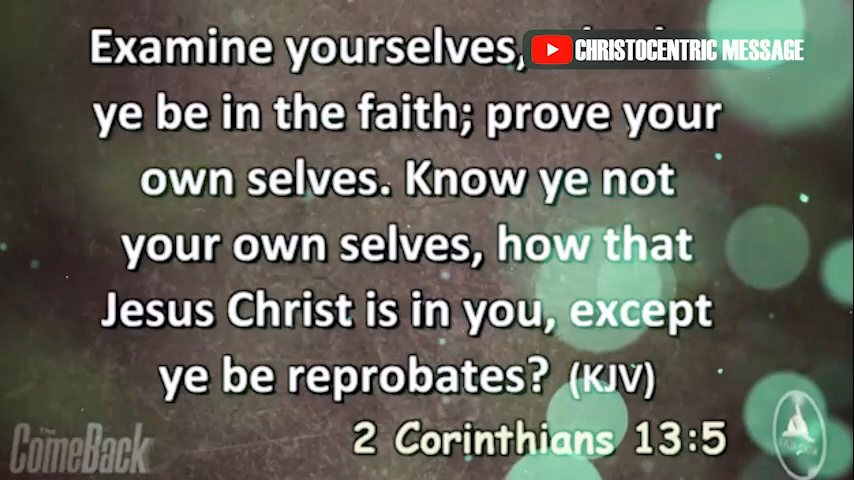 Examine yourselves,
CHRISTOCENTRIC MESSAGE
ye be in the faith; prove your
own selves. Know ye not
your own selves, how that
Jesus Christ is in you, except
ye be reprobates? (KJV)
2 Corinthians 13:5
The
ComeBack